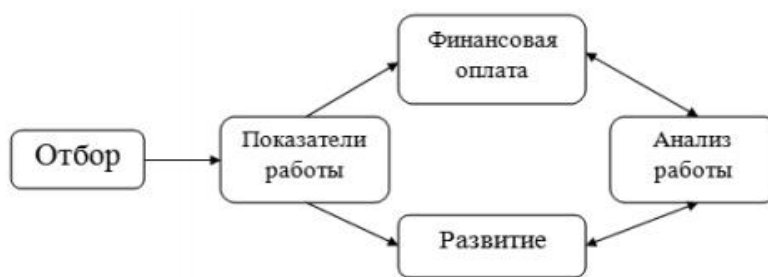 Финансовая
оплата
Отбор
Показатели
работы
Анализ
работы
Развитие